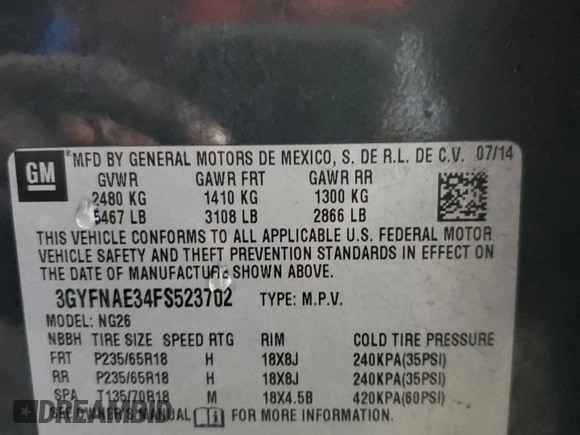 GM
*MFD BY GENERAL MOTORS DE MEXICO, S. DE R.L. DE C.V. 07/14
GVWR GAWR FRT GAWR RR
2480 KG 1410 KG 1300 KG
5467 LB 3108 LB 2866 LB
THIS VEHICLE CONFORMS TO ALL APPLICABLE U.S. FEDERAL MOTOR
VEHICLE SAFETY AND THEFT PREVENTION STANDARDS IN EFFECT ON
THE DATE OF MANUFACTURE SHOWN ABOVE.
3GYFNAE34FS523702 TYPE: M.P.V.
MODEL: NG26
NBBH TIRE SIZE SPEED RTG RIM COLD TIRE PRESSURE
FRT P235/65R18 H 18X8J 240KPA(35PSI)
RR P235/65R18 H 18X8J 240KPA(35PSI)
SPA T135/70R18 M 18X4.5B 420KPA(60PSI)
SEE OWNER'S MANUAL FOR MORE INFORMATION.
DREAMBID